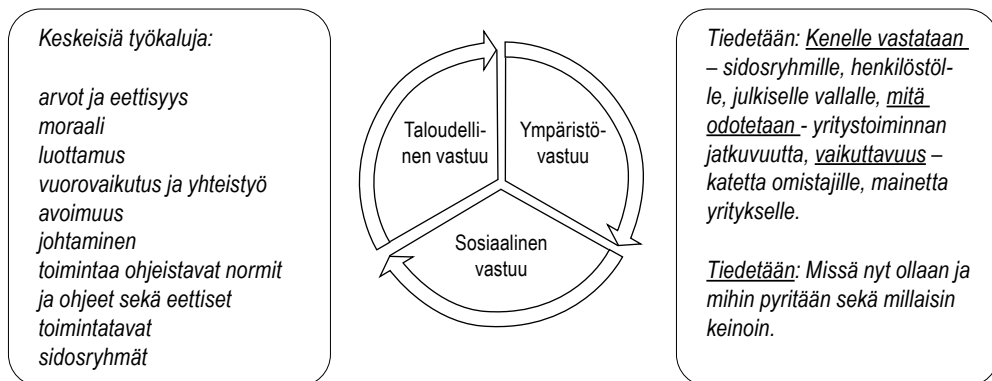 Keskeisiä työkaluja:
arvot ja eettisyys
moraali
luottamus
vuorovaikutus ja yhteistyö
avoimuus
johtaminen
toimintaa ohjeistavat normit
ja ohjeet sekä eettiset
toimintatavat
sidosryhmät
Taloudelli-
nen vastuu
Ympäristö-
vastuu
Sosiaalinen
vastuu
Tiedetään: Kenelle vastataan
– sidosryhmille, henkilöstöl-
le, julkiselle vallalle, mitä
odotetaan - yritystoiminnan
jatkuvuutta, vaikuttavuus –
katetta omistajille, mainetta
yritykselle.
Tiedetään: Missä nyt ollaan ja
mihin pyritään sekä millaisin
keinoin.